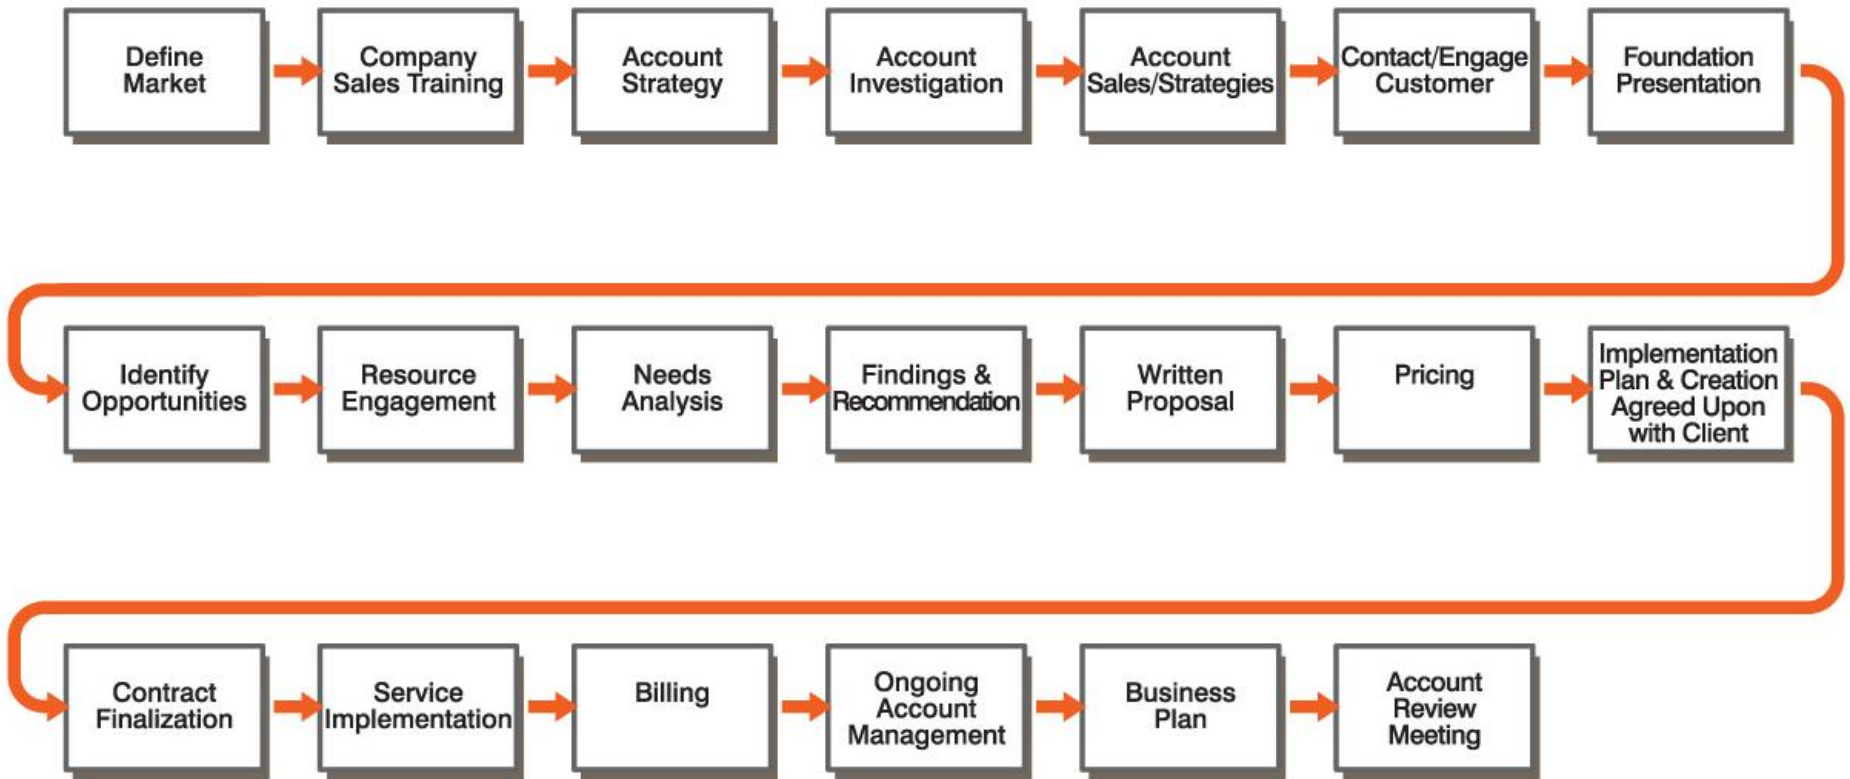 Define
Market
Company
Sales Training
Account
Strategy
Account
Investigation
Account
Sales/Strategies
Contact/Engage
Customer
Foundation
Presentation
Identify
Opportunities
Resource
Engagement
Needs
Analysis
Findings &
Recommendation
Written
Proposal
Pricing
Implementation
Plan & Creation
Agreed Upon
with Client
Contract
Finalization
Service
Implementation
Billing
Ongoing
Account
Management
Business
Plan
Account
Review
Meeting